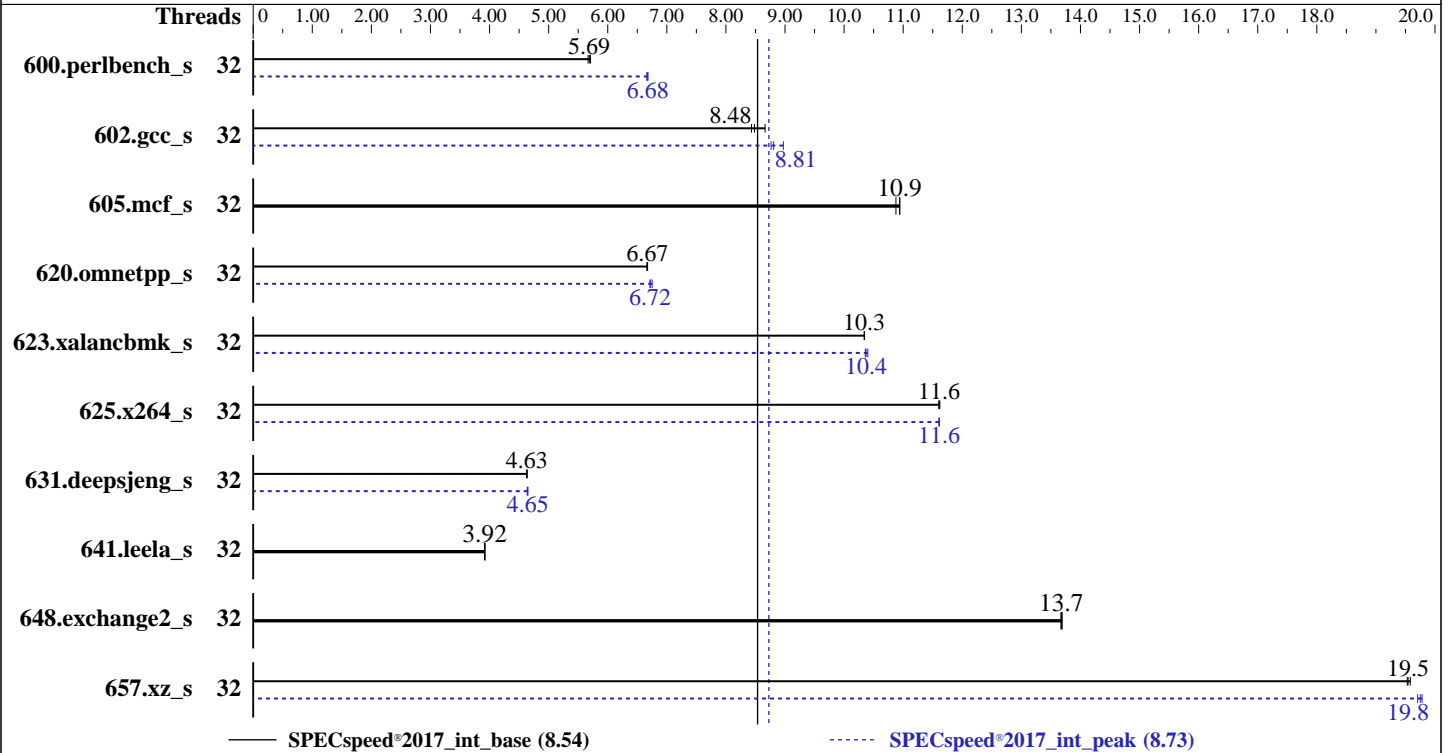 Threads 0 1.00 2.00 3.00 4.00 5.00 6.00 7.00 8.00 9.00 10.0 11.0 12.0 13.0 14.0 15.0 16.0 17.0 18.0 20.0
5.69
600.perlbench_s 32
6.68
8.48
602.gcc_s 32
8.81
10.9
605.mcf_s 32
6.67
620.omnetpp_s 32
6.72
10.3
623.xalancbmk_s 32
10.4
11.6
625.x264_s 32
11.6
4.63
631.deepsjeng_s 32
4.65
3.92
641.leela_s 32
13.7
648.exchange2_s 32
19.5
657.xz_s 32
19.8
SPECspeed®2017_int_base (8.54) SPECspeed®2017_int_peak (8.73)